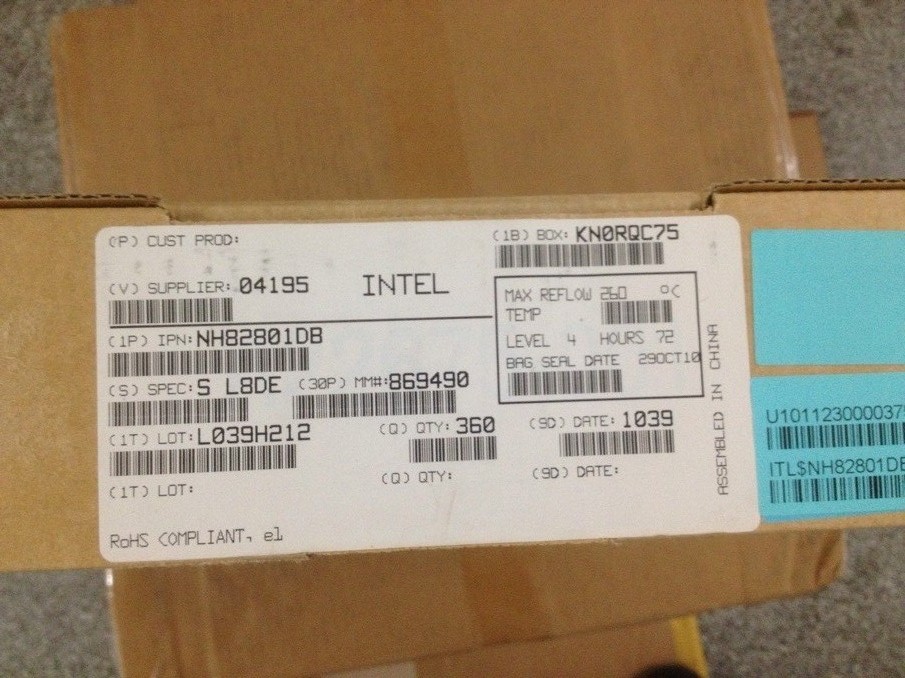 (P) CUST PROD:
(1B) BOX: KN0RQC75
(V) SUPPLIER: 04195
INTEL
MAX REFLOW 260 °C
TEMP
LEVEL 4 HOURS 72
BAG SEAL DATE 29OCT10
(1P) IPN: NH82801DB
(S) SPEC: S L8DE (30P) MM#: 869490
(1T) LOT: L039H212 (Q) QTY: 360 (9D) DATE: 1039
(1T) LOT: (Q) QTY: (9D) DATE:
RoHS COMPLIANT, e1
ASSEMBLED IN CHINA
U101123000037
ITL$NH82801DB